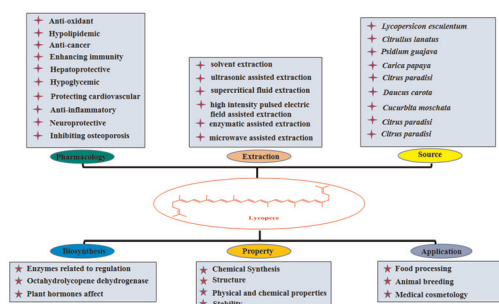 Anti-oxidant
Hypolipidemic
Anti-cancer
Enhancing immunity
Hepatoprotective
Hypoglyemic
Protecting cardiovascular
Anti-inflammatory
Neuroprotective
Inhibiting osteoporosis
Pharmacology
solvent extraction
ultrasonic assisted extraction
supercritical fluid extraction
high intensity pulsed electric
field assisted extraction
enzymatic assisted extraction
microwave assisted extraction
Extraction
Lycopersicon esculentum
Citrullus lanatus
Psidium guajava
Carica papaya
Citrus paradisi
Daucus carota
Cucurbita moschata
Citrus paradisi
Citrus paradisi
Source
Lycopere
Biosynthesis
Enzymes related to regulation
Octahydrolycopene dehydrogenase
Plant hormones affect
Property
Chemical Synthesis
Structure
Physical and chemical properties
Stability
Application
Food processing
Animal breeding
Medical cosmetology